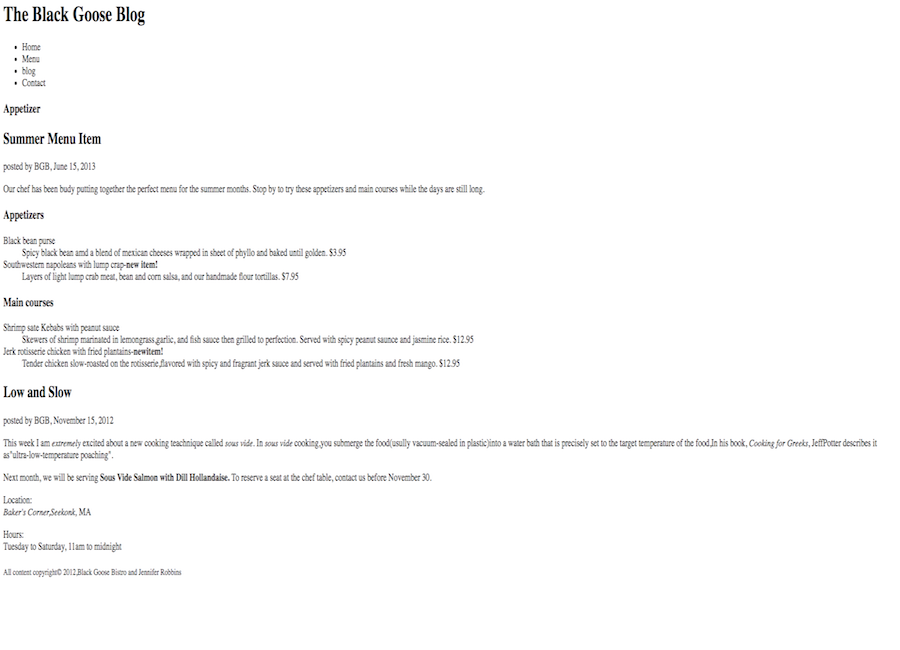 The Black Goose Blog
Home
Menu
blog
Contact
Appetizer
Summer Menu Item
posted by BGB, June 15, 2013
Our chef has been budy putting together the perfect menu for the summer months. Stop by to try these appetizers and main courses while the days are still long.
Appetizers
Black bean purse
Spicy black bean amd a blend of mexican cheeses wrapped in sheet of phyllo and baked until golden. $3.95
Southwestern napoleans with lump crap-new item!
Layers of light lump crab meat, bean and corn salsa, and our handmade flour tortillas. $7.95
Main courses
Shrimp sate Kebabs with peanut sauce
Skewers of shrimp marinated in lemongrass,garlic, and fish sauce then grilled to perfection. Served with spicy peanut saunce and jasmine rice. $12.95
Jerk rotisserie chicken with fried plantains-newitem!
Tender chicken slow-roasted on the rotisserie,flavored with spicy and fragrant jerk sauce and served with fried plantains and fresh mango. $12.95
Low and Slow
posted by BGB, November 15, 2012
This week I am extremely excited about a new cooking teachnique called sous vide. In sous vide cooking,you submerge the food(usully vacuum-sealed in plastic)into a water bath that is precisely set to the target temperature of the food,In his book, Cooking for Greeks, JeffPotter describes it
as"ultra-low-temperature poaching".
Next month, we will be serving Sous Vide Salmon with Dill Hollandaise. To reserve a seat at the chef table, contact us before November 30.
Location:
Baker's Corner,Seekonk, MA
Hours:
Tuesday to Saturday, 11am to midnight
All content copyright© 2012,Black Goose Bistro and Jennifer Robbins